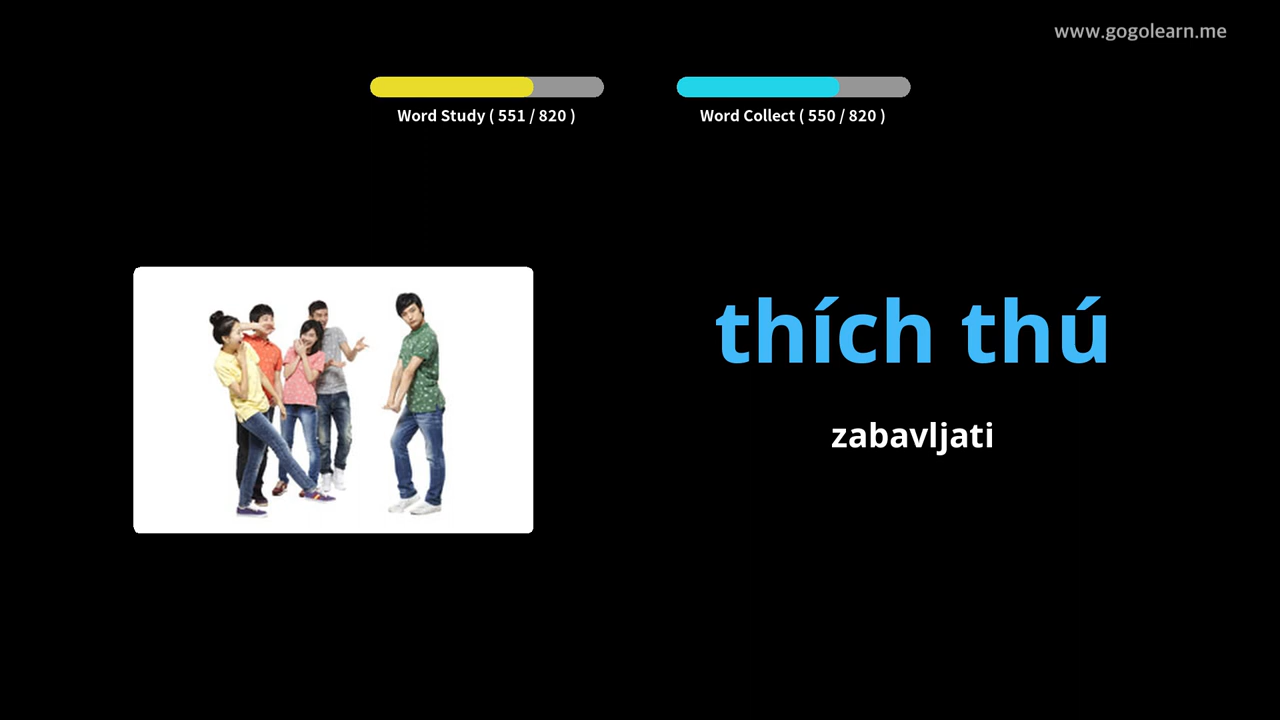 www.gogolearn.me
Word Study ( 551 / 820 )
Word Collect ( 550 / 820 )
thích thú
zabavljati